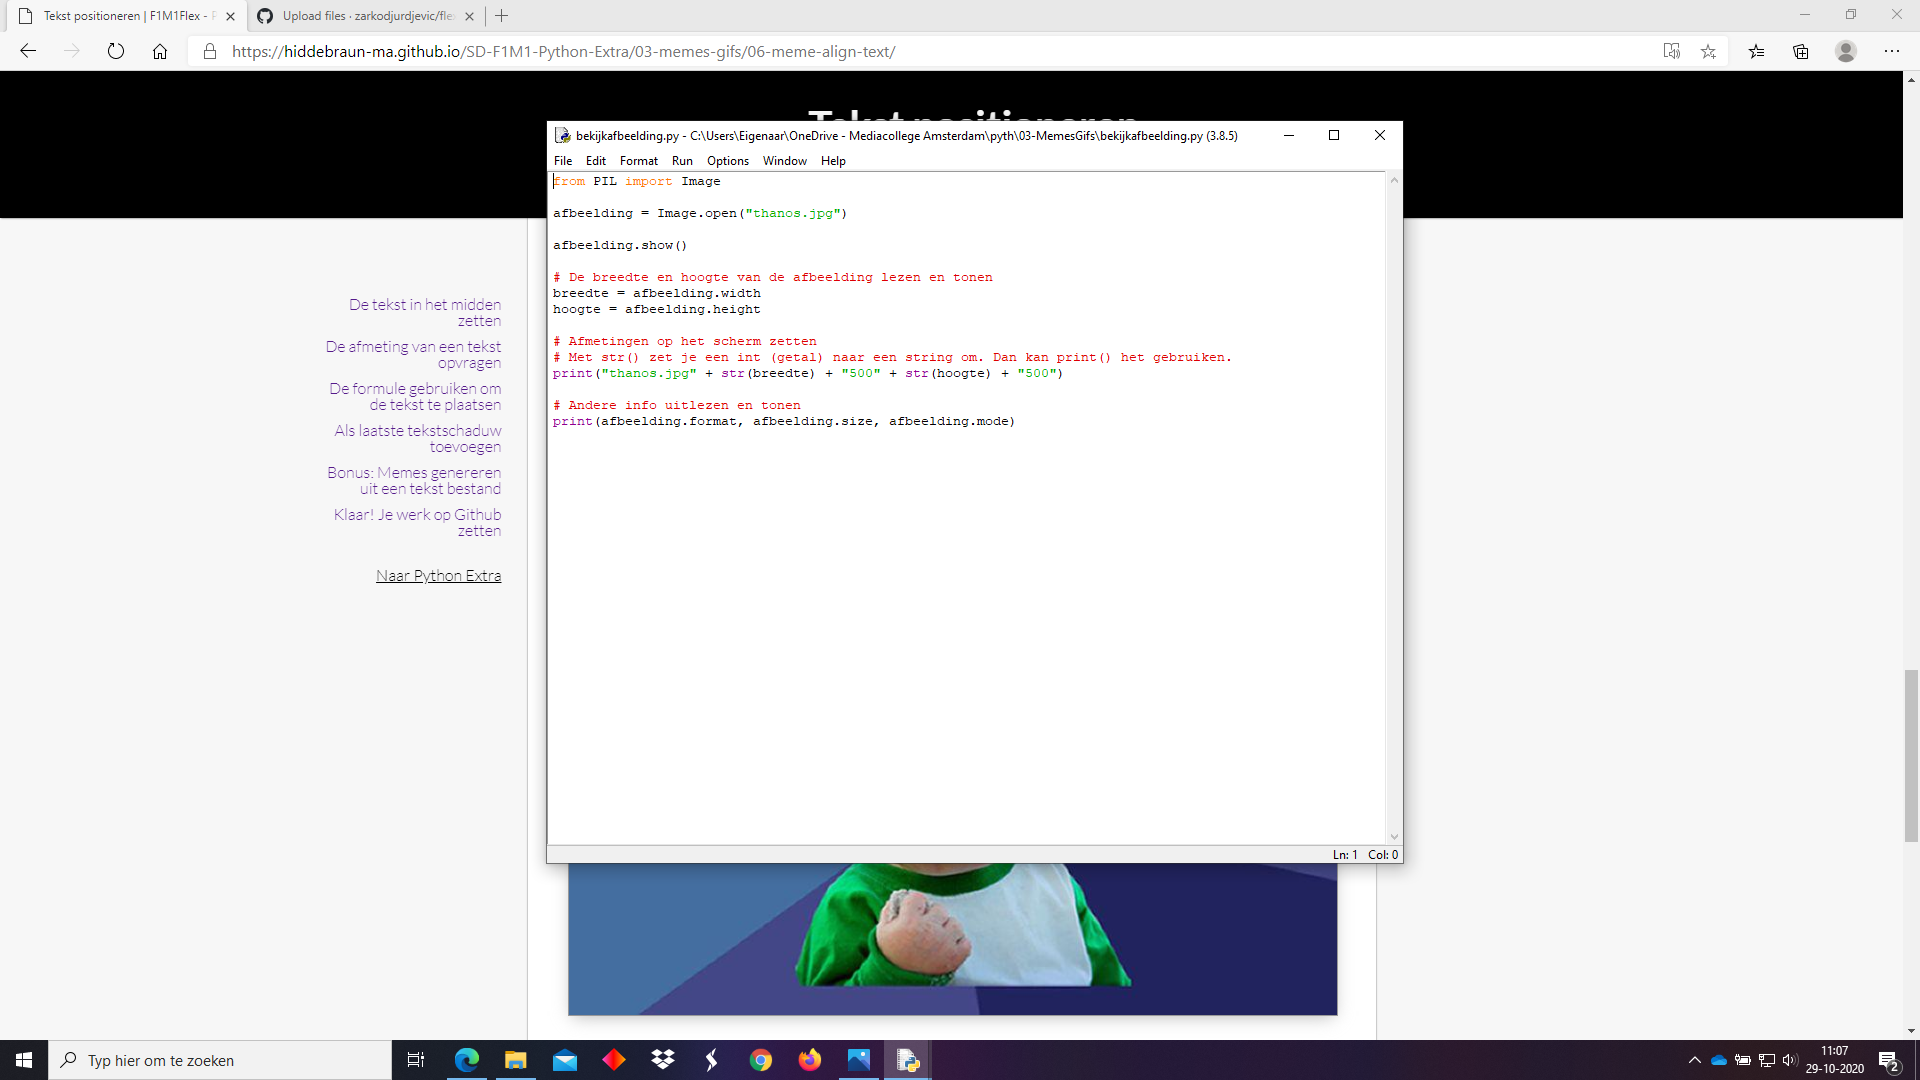 Tekst positioneren | F1M1Flex - P
Upload files · zarkodjurdjevic/fle
https://hiddebraun-ma.github.io/SD-F1M1-Python-Extra/03-memes-gifs/06-meme-align-text/
Tekst positioneren
bekijkafbeelding.py - C:\Users\Eigenaar\OneDrive - Mediacollege Amsterdam\pyth\03-MemesGifs\bekijkafbeelding.py (3.8.5)
File Edit Format Run Options Window Help
from PIL import Image
afbeelding = Image.open("thanos.jpg")
afbeelding.show()
# De breedte en hoogte van de afbeelding lezen en tonen
breedte = afbeelding.width
hoogte = afbeelding.height
# Afmetingen op het scherm zetten
# Met str() zet je een int (getal) naar een string om. Dan kan print() het gebruiken.
print("thanos.jpg" + str(breedte) + "500" + str(hoogte) + "500")
# Andere info uitlezen en tonen
print(afbeelding.format, afbeelding.size, afbeelding.mode)
Ln: 1 Col: 0
De tekst in het midden
zetten
De afmeting van een tekst
opvragen
De formule gebruiken om
de tekst te plaatsen
Als laatste tekstschaduw
toevoegen
Bonus: Memes genereren
uit een tekst bestand
Klaar! Je werk op Github
zetten
Naar Python Extra
Typ hier om te zoeken
11:07
29-10-2020
2